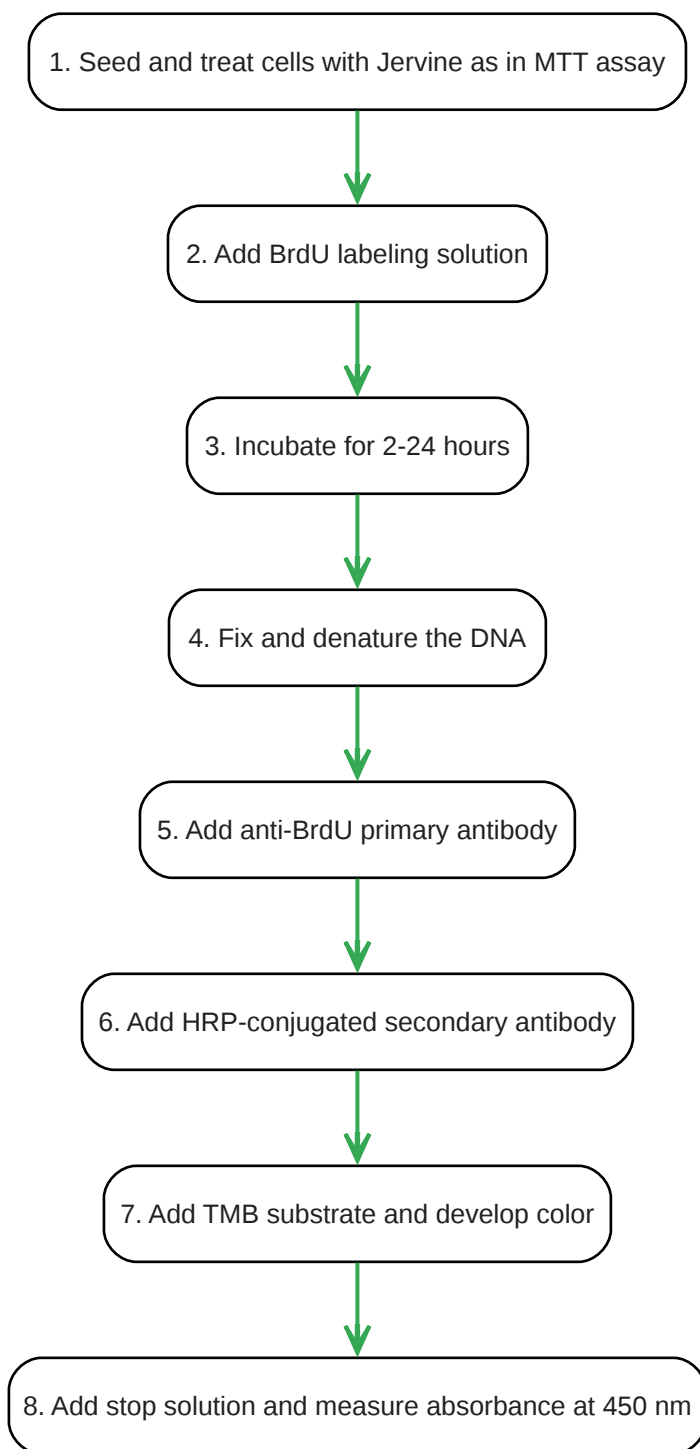 1. Seed and treat cells with Jervine as in MTT assay
2. Add BrdU labeling solution
3. Incubate for 2-24 hours
4. Fix and denature the DNA
5. Add anti-BrdU primary antibody
6. Add HRP-conjugated secondary antibody
7. Add TMB substrate and develop color
8. Add stop solution and measure absorbance at 450 nm